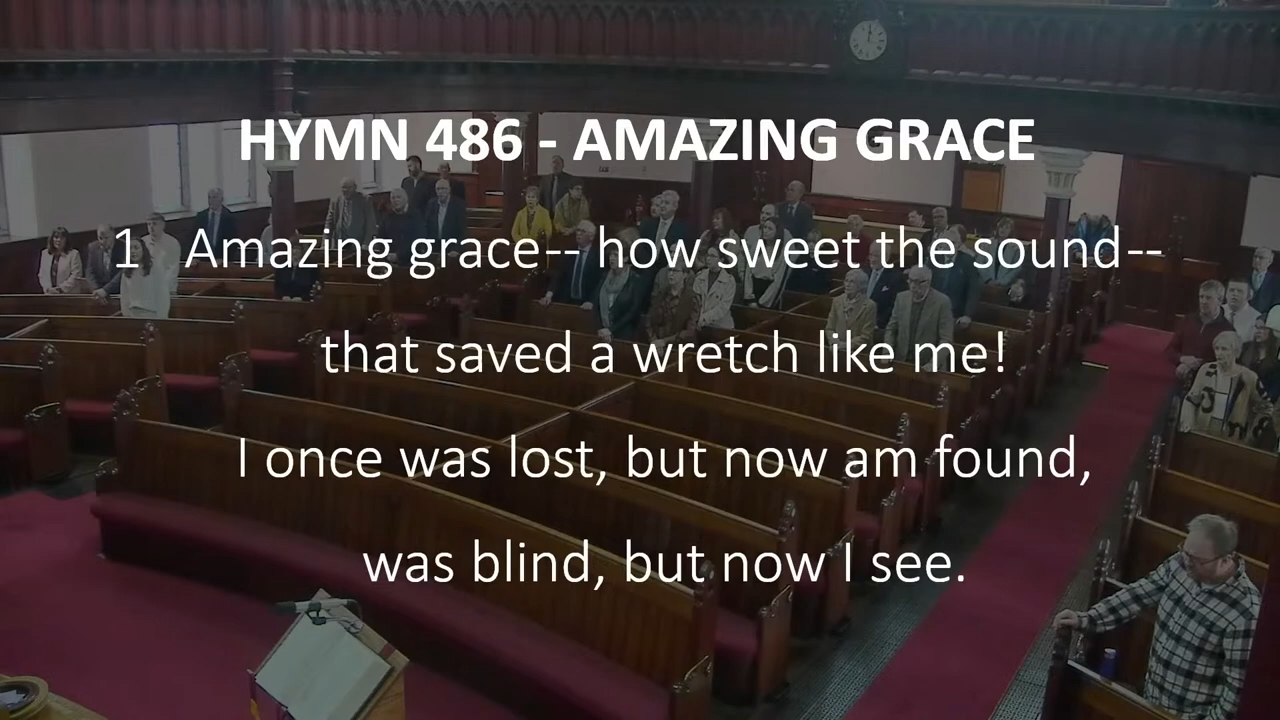 HYMN 486 - AMAZING GRACE
1 Amazing grace-- how sweet the sound--
that saved a wretch like me!
I once was lost, but now am found,
was blind, but now I see.